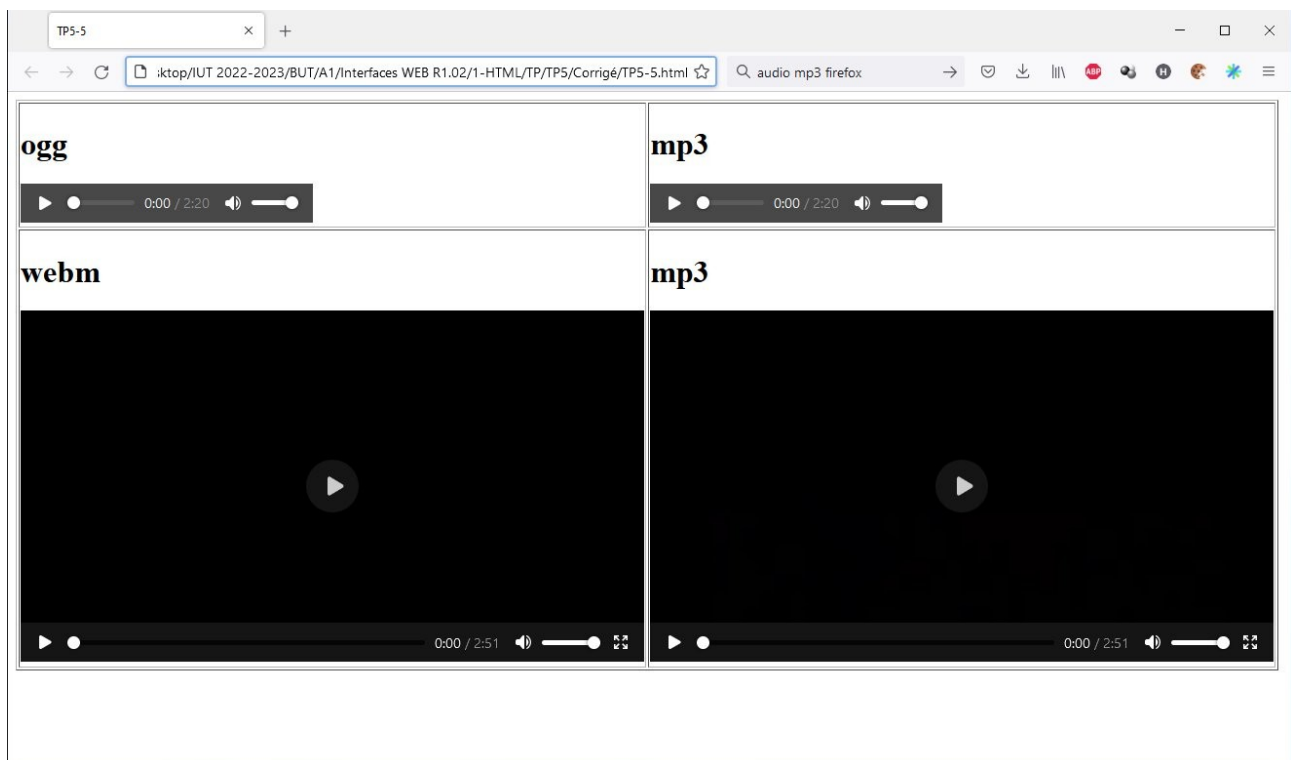 TP5-5
ktop/IUT 2022-2023/BUT/A1/Interfaces WEB R1.02/1-HTML/TP/TP5/Corrigé/TP5-5.html
audio mp3 firefox
ABP
H
ogg
mp3
0:00 / 2:20
0:00 / 2:20
webm
mp3
0:00 / 2:51
0:00 / 2:51